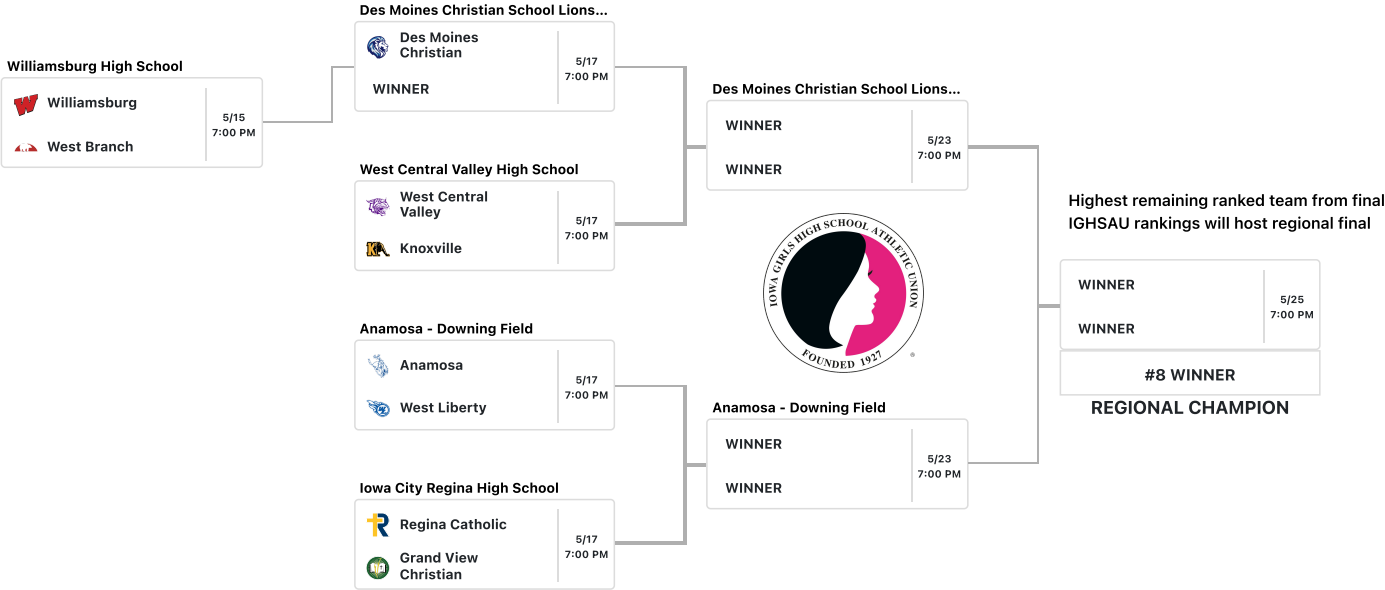 Williamsburg High School
Williamsburg
West Branch
5/15
7:00 PM
Des Moines Christian School Lions...
Des Moines
Christian
WINNER
5/17
7:00 PM
West Central Valley High School
West Central
Valley
Knoxville
5/17
7:00 PM
Anamosa - Downing Field
Anamosa
West Liberty
5/17
7:00 PM
Iowa City Regina High School
Regina Catholic
Grand View
Christian
5/17
7:00 PM
Des Moines Christian School Lions...
WINNER
WINNER
5/23
7:00 PM
IOWA GIRLS HIGH SCHOOL ATHLETIC UNION
FOUNDED 1927
Anamosa - Downing Field
WINNER
WINNER
5/23
7:00 PM
Highest remaining ranked team from final
IGHSAU rankings will host regional final
WINNER
WINNER
5/25
7:00 PM
#8 WINNER
REGIONAL CHAMPION